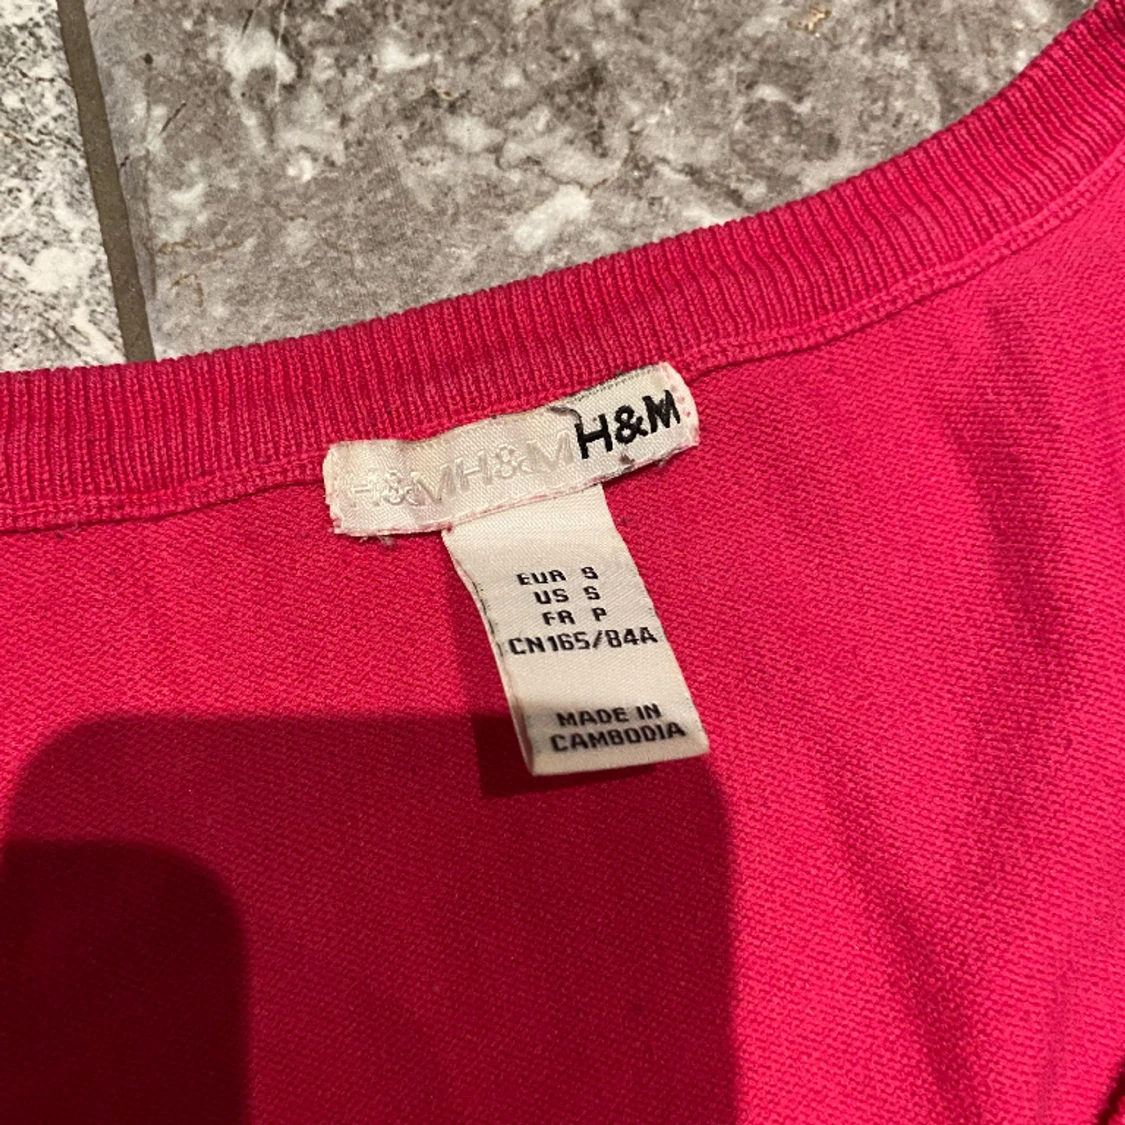 H&MH&MH&M
EUR S
US S
FR P
CN165/84A
MADE IN
CAMBODIA